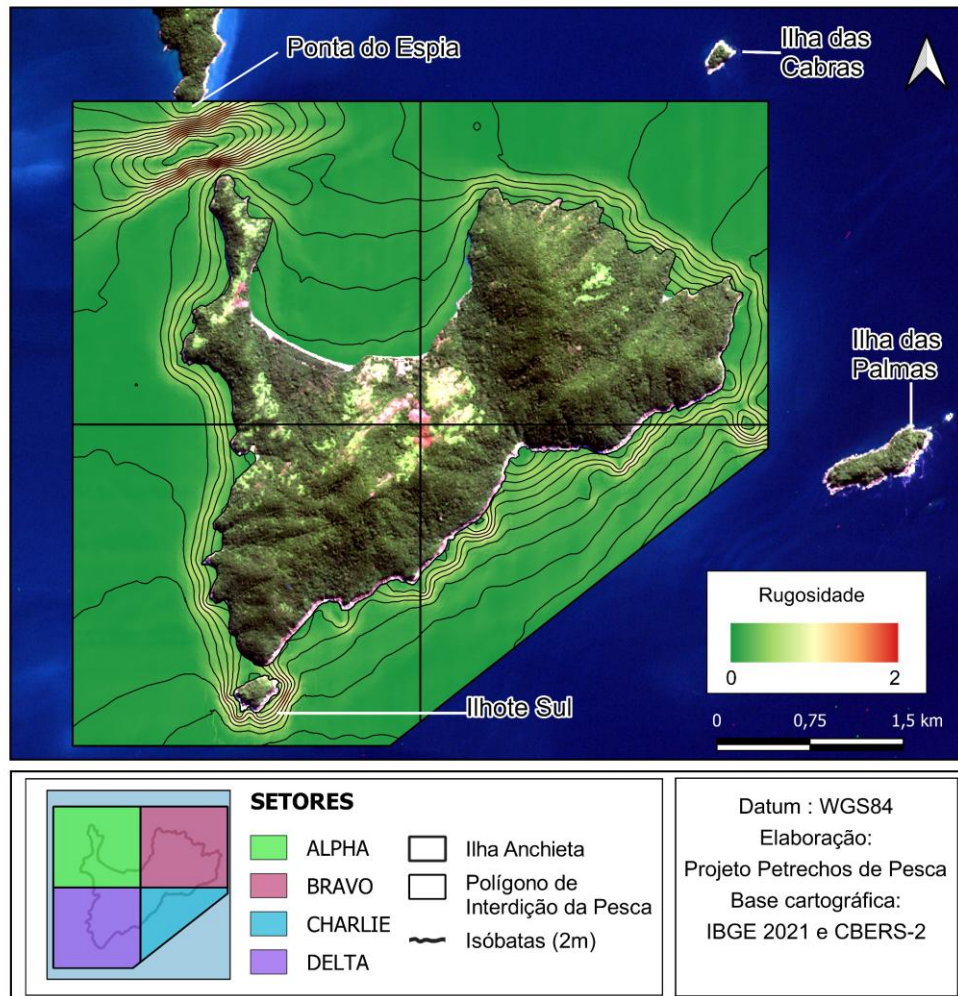 Ponta do Espia
Ilha das
Cabras
Ilha das
Palmas
Ilhote Sul
Rugosidade
0
2
0
0,75
1,5 km
SETORES
ALPHA
BRAVO
CHARLIE
DELTA
Ilha Anchieta
Polígono de
Interdição da Pesca
Isóbatas (2m)
Datum : WGS84
Elaboração:
Projeto Petrechos de Pesca
Base cartográfica:
IBGE 2021 e CBERS-2